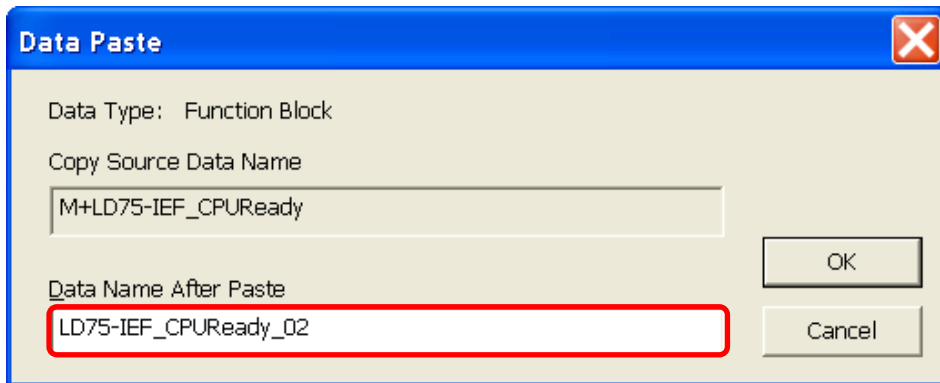 Data Paste
Data Type: Function Block
Copy Source Data Name
M+LD75-IEF_CPUReady
OK
Data Name After Paste
LD75-IEF_CPUReady_02
Cancel